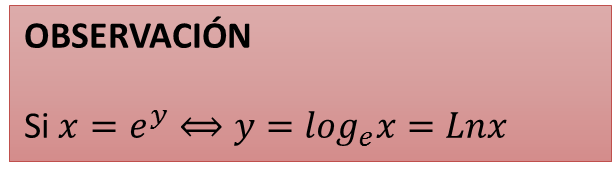 OBSERVACIÓN
Si x = e^y ⟺ y = log_e x = Lnx